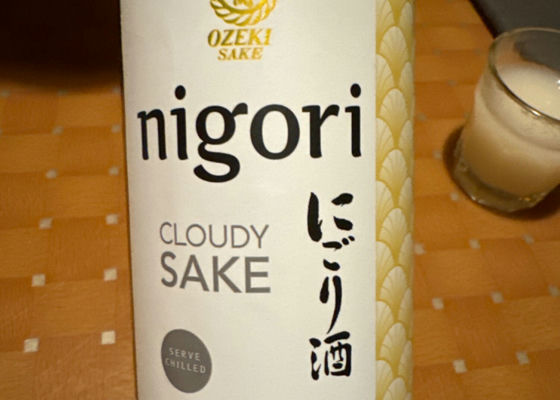 OZEKI
SAKE
nigori
CLOUDY
SAKE
にごり酒
SERVE
CHILLED